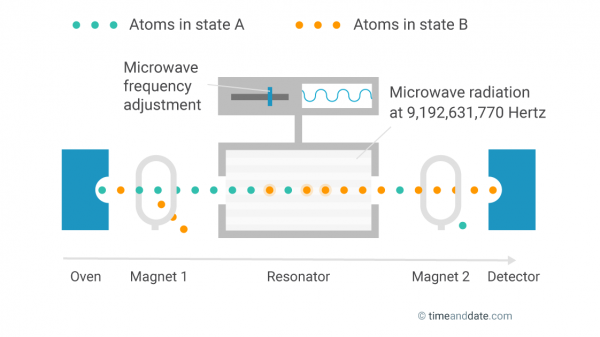 Atoms in state A
Atoms in state B
Microwave
frequency
adjustment
Microwave radiation
at 9,192,631,770 Hertz
Oven
Magnet 1
Resonator
Magnet 2
Detector
© timeanddate.com